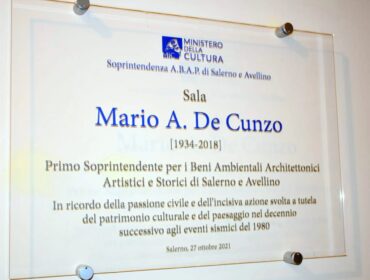 MiC
MINISTERO
DELLA
CULTURA
Soprintendenza A.B.A.P. di Salerno e Avellino
Sala
Mario A. De Cunzo
[1934-2018]
Primo Soprintendente per i Beni Ambientali Architettonici
Artistici e Storici di Salerno e Avellino
In ricordo della passione civile e dell'incisiva azione svolta a tutela
del patrimonio culturale e del paesaggio nel decennio
successivo agli eventi sismici del 1980
Salerno, 27 ottobre 2021